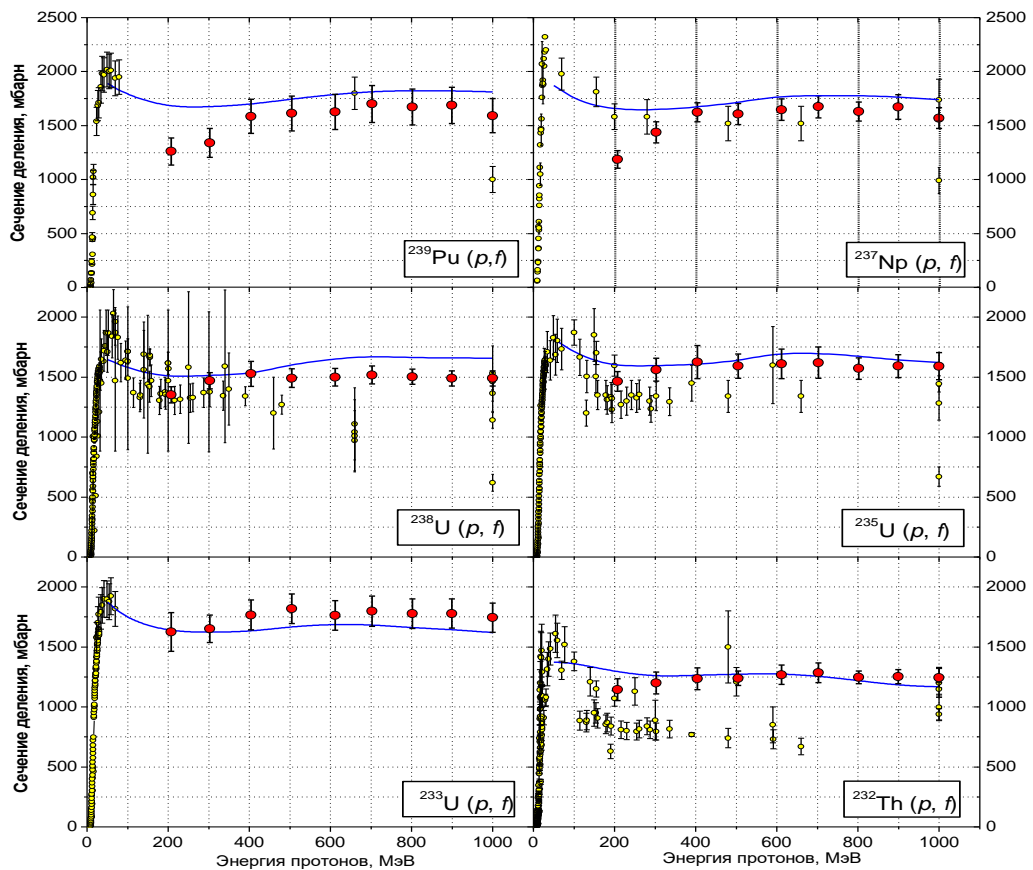 2500
2000
1500
1000
500
0
Сечение деления, мбарн
²³⁹Pu (p,f)
2500
2000
1500
1000
500
0
²³⁷Np (p, f)
2000
1500
1000
500
0
Сечение деления, мбарн
²³⁸U (p, f)
2000
1500
1000
500
0
²³⁵U (p, f)
2000
1500
1000
500
0
Сечение деления, мбарн
²³³U (p, f)
0 200 400 600 800 1000
Энергия протонов, МэВ
2000
1500
1000
500
0
²³²Th (p, f)
0 200 400 600 800 1000
Энергия протонов, МэВ